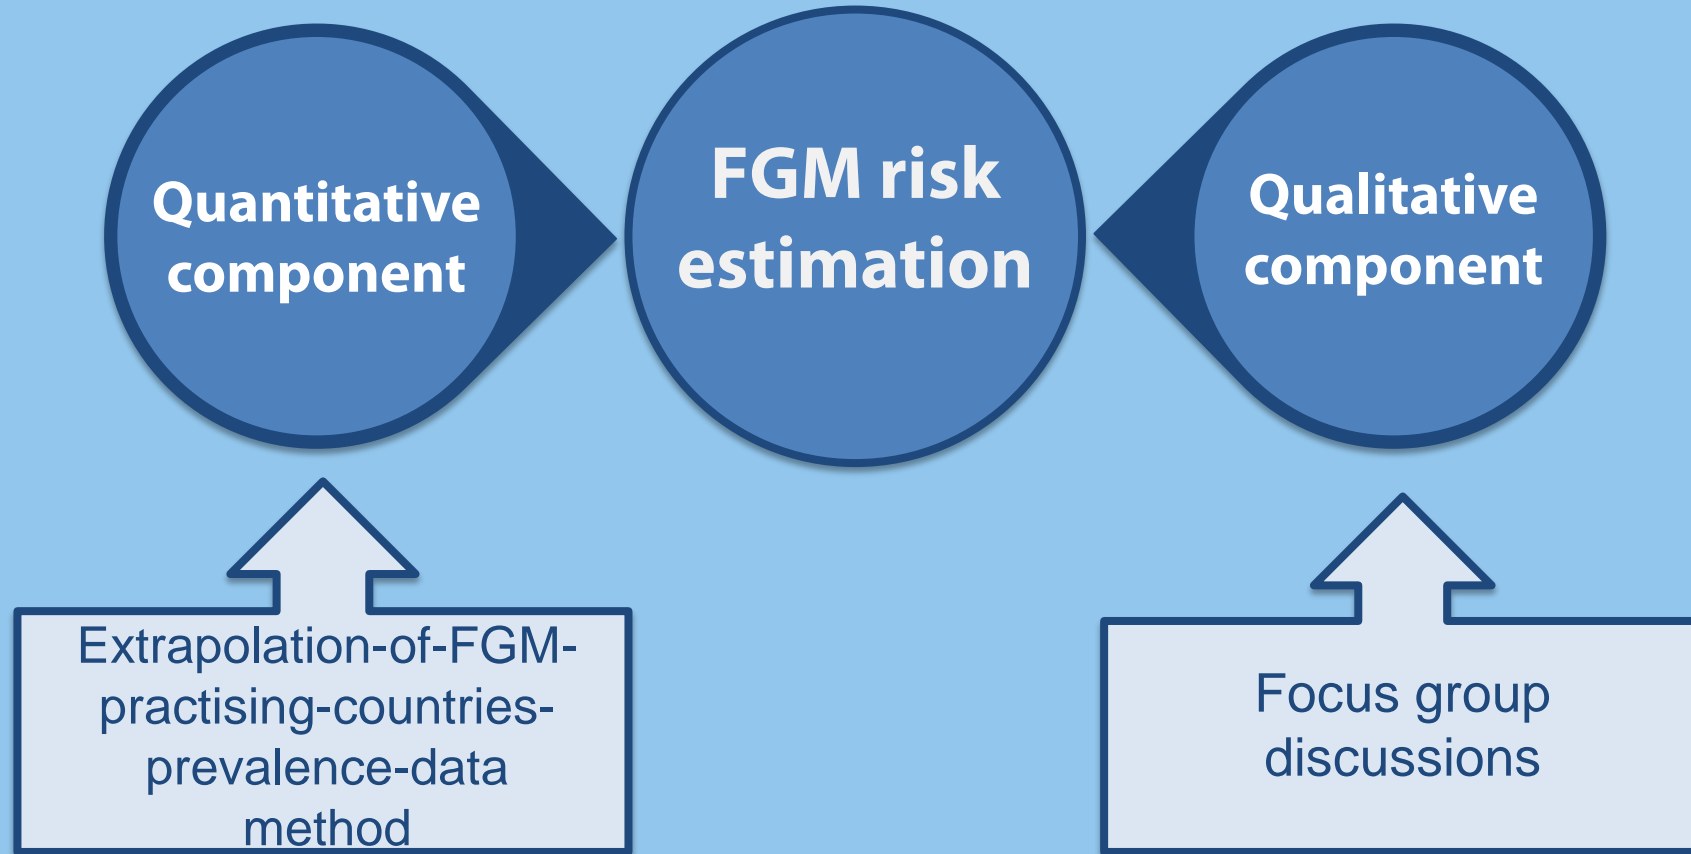 Quantitative
component
FGM risk
estimation
Qualitative
component
Extrapolation-of-FGM-
practising-countries-
prevalence-data
method
Focus group
discussions